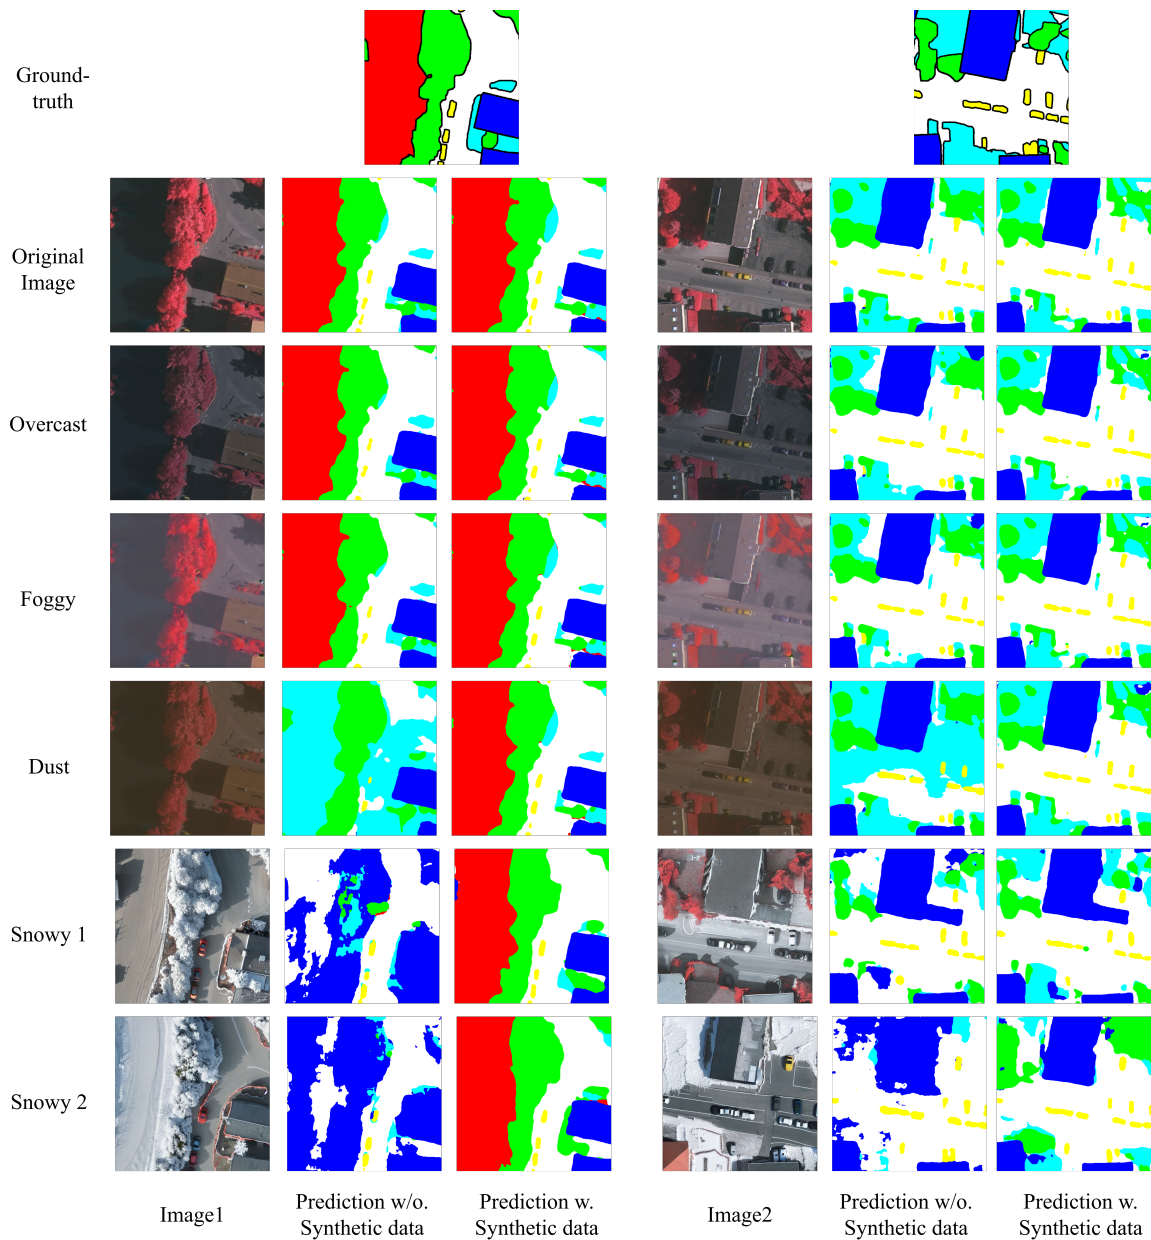 Ground-
truth
Original
Image
Overcast
Foggy
Dust
Snowy 1
Snowy 2
Image1
Prediction w/o.
Synthetic data
Prediction w.
Synthetic data
Image2
Prediction w/o.
Synthetic data
Prediction w.
Synthetic data